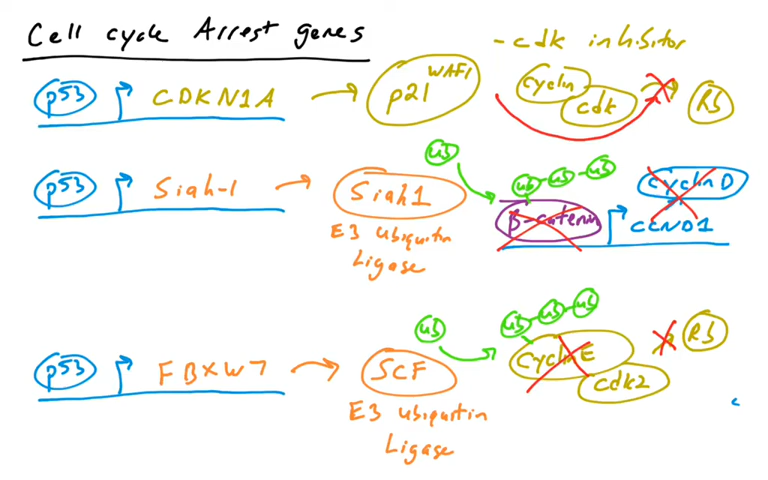 Cell cycle Arrest genes
- cdk inhibitor
p53 CDKN1A p21 WAF1 cyclin cdk Rb
ub
ub ub ub
cyclin D
p53 Siah-1 Siah1 β-catenin CCND1
E3 Ubiquitin
Ligase
ub ub ub
ub
Rb
p53 FBXW7 SCF cyclin E
cdk2
E3 Ubiquitin
Ligase